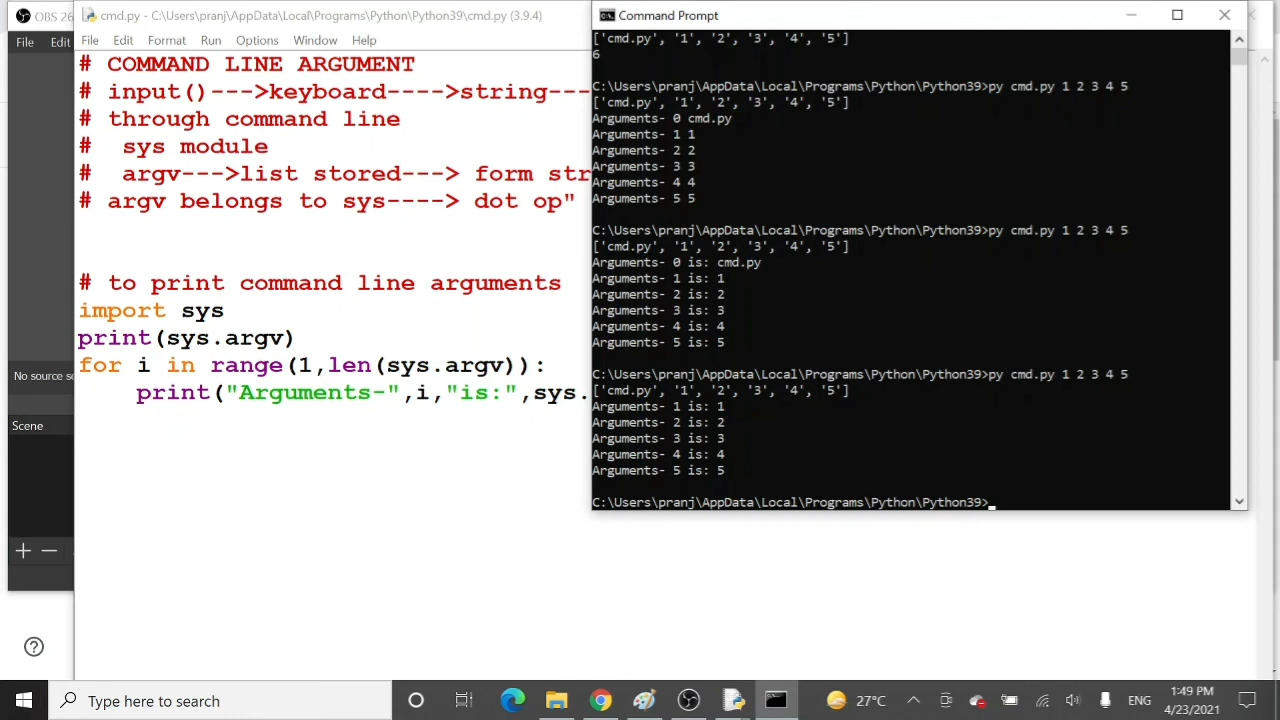 OBS 26
File Edit
No source se
Scene
cmd.py - C:\Users\pranj\AppData\Local\Programs\Python\Python39\cmd.py (3.9.4)
File Edit Format Run Options Window Help
# COMMAND LINE ARGUMENT
# input()--->keyboard---->string---
# through command line
#  sys module
#  argv--->list stored---> form str
# argv belongs to sys----> dot op"
# to print command line arguments
import sys
print(sys.argv)
for i in range(1,len(sys.argv)):
    print("Arguments-",i,"is:",sys.
Command Prompt
['cmd.py', '1', '2', '3', '4', '5']
6
C:\Users\pranj\AppData\Local\Programs\Python\Python39>py cmd.py 1 2 3 4 5
['cmd.py', '1', '2', '3', '4', '5']
Arguments- 0 cmd.py
Arguments- 1 1
Arguments- 2 2
Arguments- 3 3
Arguments- 4 4
Arguments- 5 5
C:\Users\pranj\AppData\Local\Programs\Python\Python39>py cmd.py 1 2 3 4 5
['cmd.py', '1', '2', '3', '4', '5']
Arguments- 0 is: cmd.py
Arguments- 1 is: 1
Arguments- 2 is: 2
Arguments- 3 is: 3
Arguments- 4 is: 4
Arguments- 5 is: 5
C:\Users\pranj\AppData\Local\Programs\Python\Python39>py cmd.py 1 2 3 4 5
['cmd.py', '1', '2', '3', '4', '5']
Arguments- 1 is: 1
Arguments- 2 is: 2
Arguments- 3 is: 3
Arguments- 4 is: 4
Arguments- 5 is: 5
C:\Users\pranj\AppData\Local\Programs\Python\Python39>
Type here to search
27°C
ENG
1:49 PM
4/23/2021